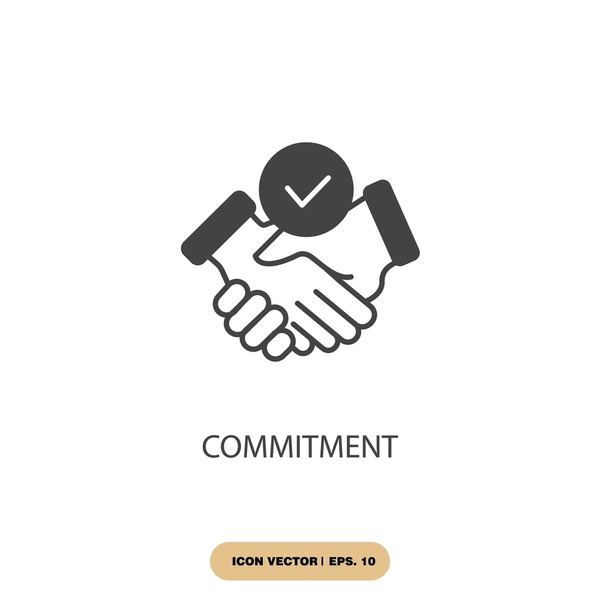 COMMITMENT
ICON VECTOR | EPS. 10